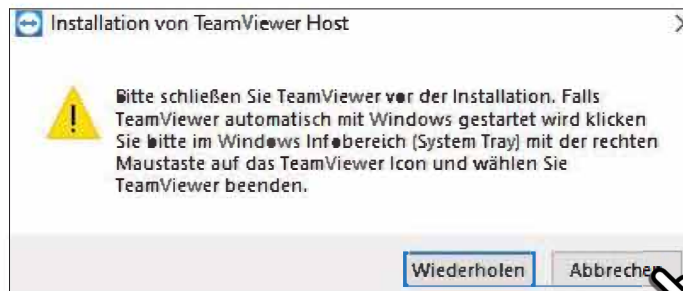 Installation von TeamViewer Host
Bitte schließen Sie TeamViewer vor der Installation. Falls
TeamViewer automatisch mit Windows gestartet wird klicken
Sie bitte im Windows Infobereich (System Tray) mit der rechten
Maustaste auf das TeamViewer Icon und wählen Sie
TeamViewer beenden.
Wiederholen Abbrechen